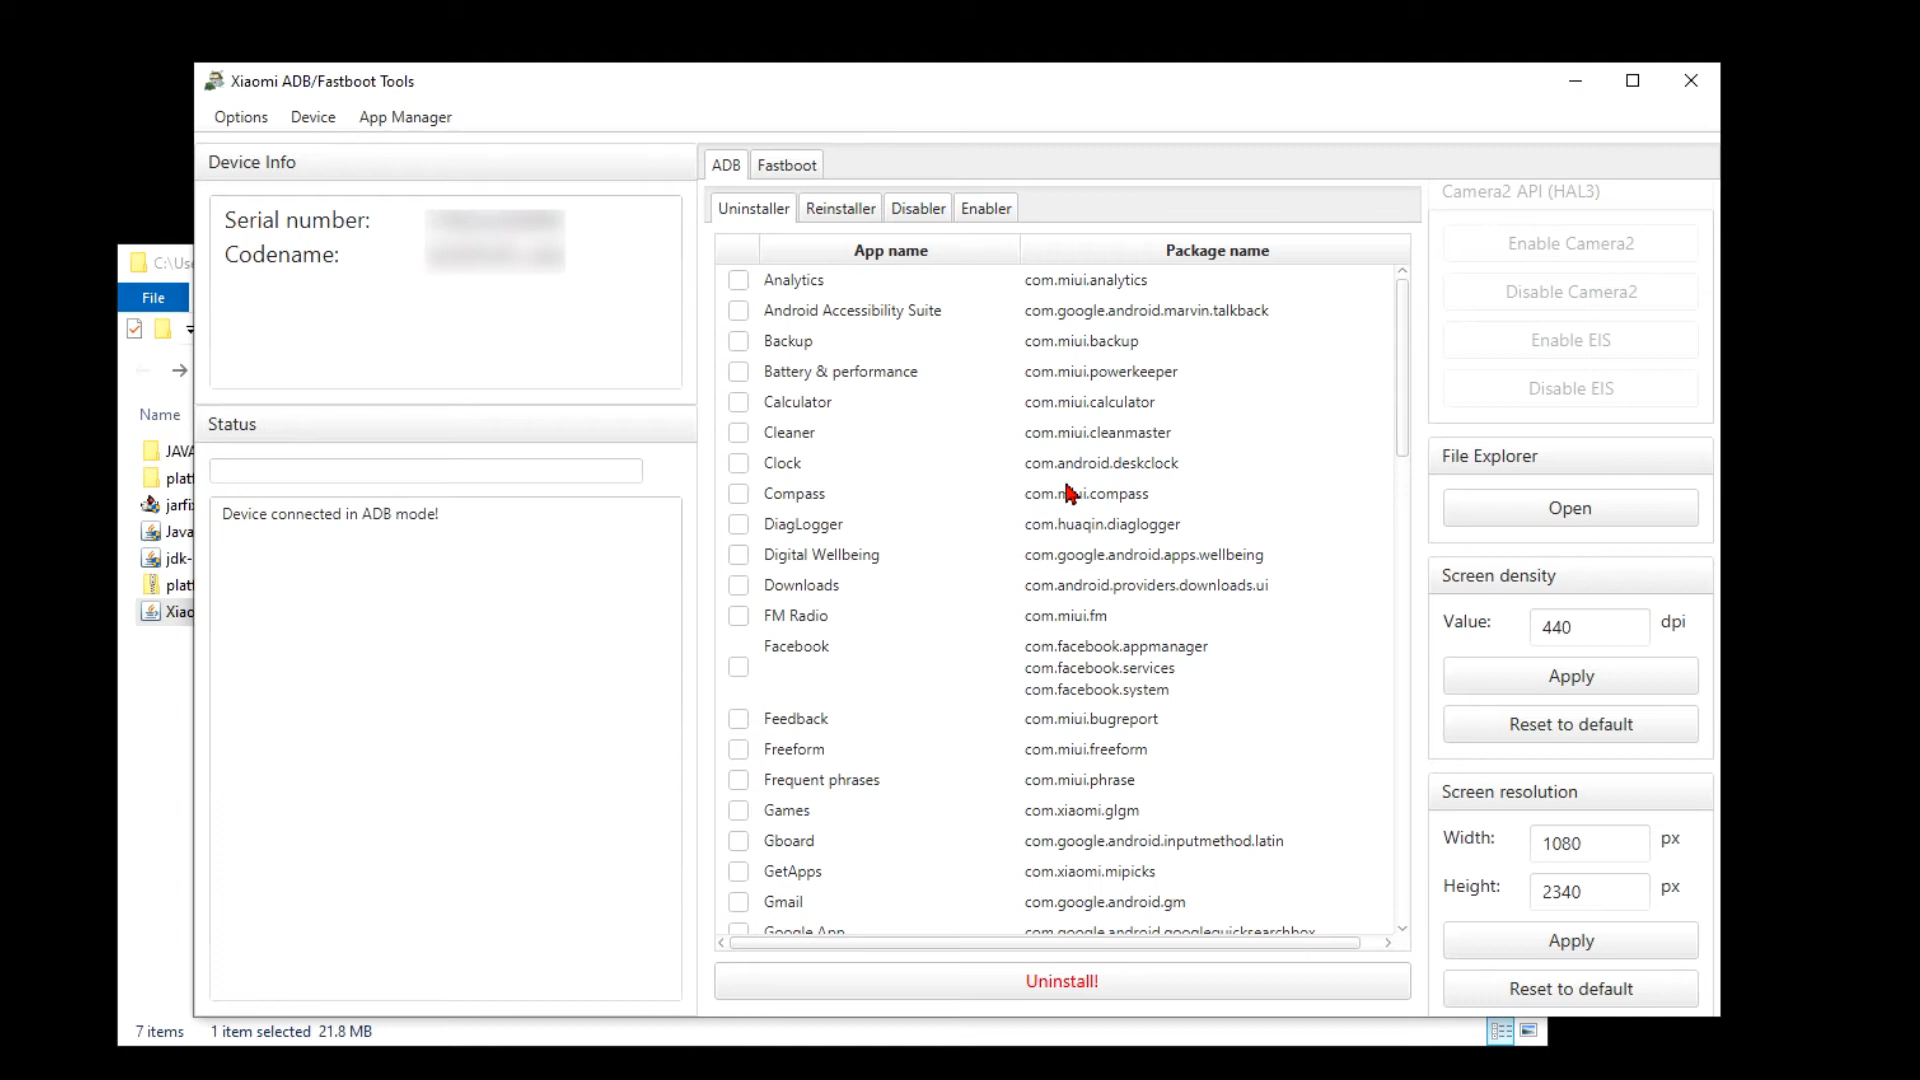 Xiaomi ADB/Fastboot Tools
Options Device App Manager
Device Info
Serial number:
Codename:
Status
Device connected in ADB mode!
ADB Fastboot
Uninstaller Reinstaller Disabler Enabler
App name Package name
Analytics com.miui.analytics
Android Accessibility Suite com.google.android.marvin.talkback
Backup com.miui.backup
Battery & performance com.miui.powerkeeper
Calculator com.miui.calculator
Cleaner com.miui.cleanmaster
Clock com.android.deskclock
Compass com.miui.compass
DiagLogger com.huaqin.diaglogger
Digital Wellbeing com.google.android.apps.wellbeing
Downloads com.android.providers.downloads.ui
FM Radio com.miui.fm
Facebook com.facebook.appmanager
com.facebook.services
com.facebook.system
Feedback com.miui.bugreport
Freeform com.miui.freeform
Frequent phrases com.miui.phrase
Games com.xiaomi.glgm
Gboard com.google.android.inputmethod.latin
GetApps com.xiaomi.mipicks
Gmail com.google.android.gm
Google App com.google.android.googlequicksearchbox
Uninstall!
Camera2 API (HAL3)
Enable Camera2
Disable Camera2
Enable EIS
Disable EIS
File Explorer
Open
Screen density
Value: 440 dpi
Apply
Reset to default
Screen resolution
Width: 1080 px
Height: 2340 px
Apply
Reset to default
C:\Use
File
Name
JAVA
platf
jarfix
Java
jdk-
platf
Xiao
7 items 1 item selected 21.8 MB